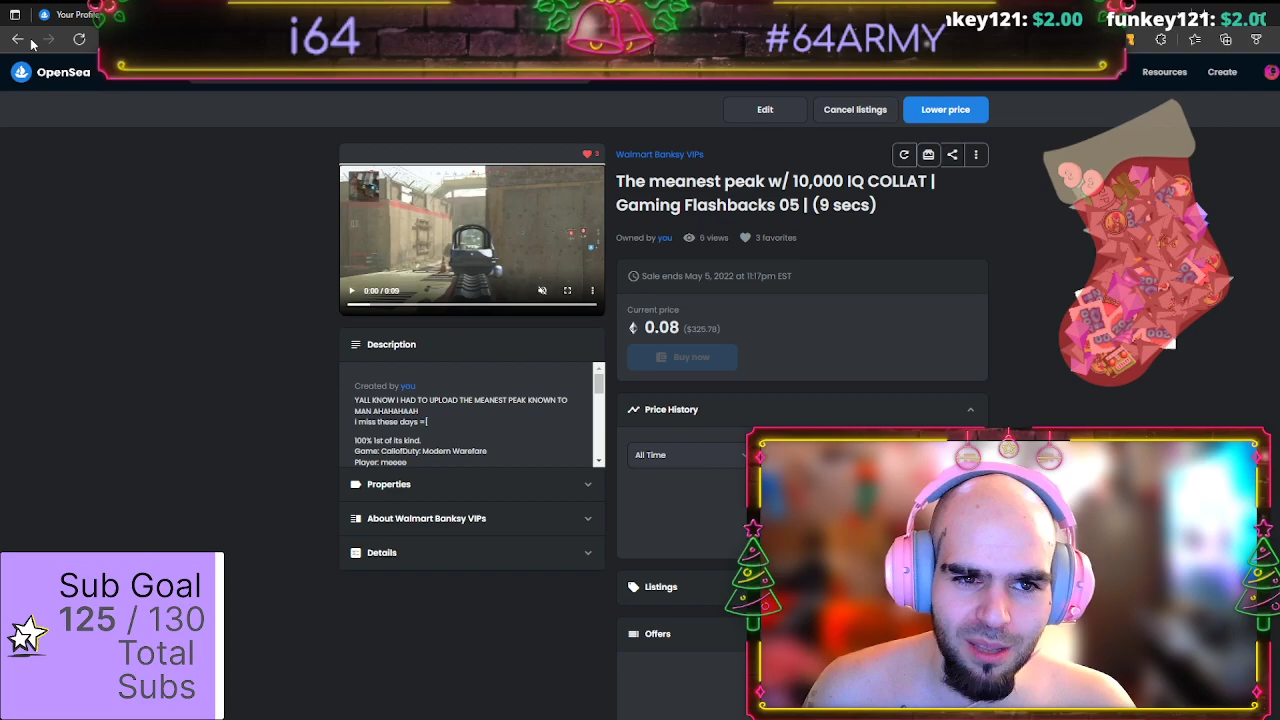 Your Profile
i64
#64ARMY
nkey121: $2.00
funkey121: $2.00
OpenSea
Resources
Create
Edit
Cancel listings
Lower price
3
Walmart Banksy VIPs
The meanest peak w/ 10,000 IQ COLLAT |
Gaming Flashbacks 05 | (9 secs)
Owned by you
6 views
3 favorites
Sale ends May 5, 2022 at 11:17pm EST
0:00 / 0:09
Current price
0.08 ($325.78)
Buy now
Description
Created by you
YALL KNOW I HAD TO UPLOAD THE MEANEST PEAK KNOWN TO
MAN AHAHAHAAH
I miss these days =[
100% 1st of its kind.
Game: CallofDuty: Modern Warefare
Player: meeee
Price History
All Time
Properties
About Walmart Banksy VIPs
Details
Listings
Offers
Sub Goal
125 / 130
Total
Subs